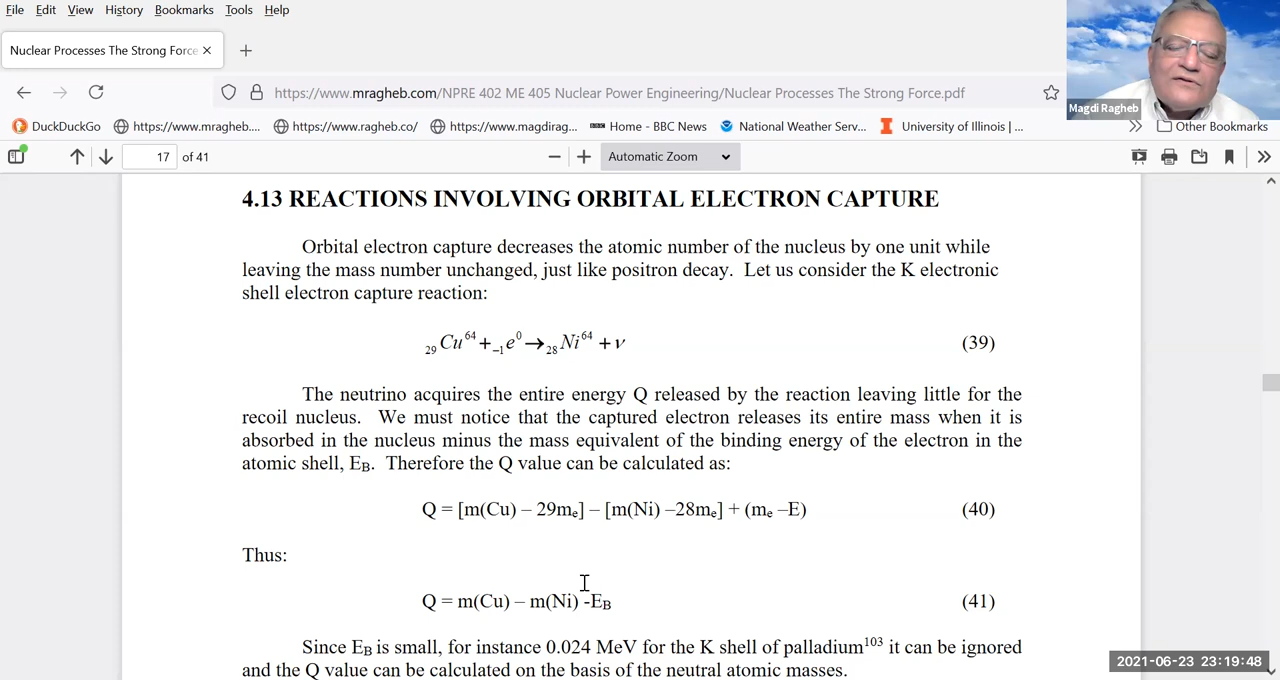 File Edit View History Bookmarks Tools Help
Nuclear Processes The Strong Force ×
https://www.mragheb.com/NPRE 402 ME 405 Nuclear Power Engineering/Nuclear Processes The Strong Force.pdf
Magdi Ragheb
DuckDuckGo https://www.mragheb.... https://www.ragheb.co/ https://www.magdirag... Home - BBC News National Weather Serv... University of Illinois | ... Other Bookmarks
17 of 41 Automatic Zoom
4.13 REACTIONS INVOLVING ORBITAL ELECTRON CAPTURE
Orbital electron capture decreases the atomic number of the nucleus by one unit while
leaving the mass number unchanged, just like positron decay. Let us consider the K electronic
shell electron capture reaction:
₂₉Cu⁶⁴ + ₋₁e⁰ → ₂₈Ni⁶⁴ + ν (39)
The neutrino acquires the entire energy Q released by the reaction leaving little for the
recoil nucleus. We must notice that the captured electron releases its entire mass when it is
absorbed in the nucleus minus the mass equivalent of the binding energy of the electron in the
atomic shell, E_B. Therefore the Q value can be calculated as:
Q = [m(Cu) – 29mₑ] – [m(Ni) –28mₑ] + (mₑ –E) (40)
Thus:
Q = m(Cu) – m(Ni) -E_B (41)
Since E_B is small, for instance 0.024 MeV for the K shell of palladium¹⁰³ it can be ignored
and the Q value can be calculated on the basis of the neutral atomic masses.
2021-06-23 23:19:48